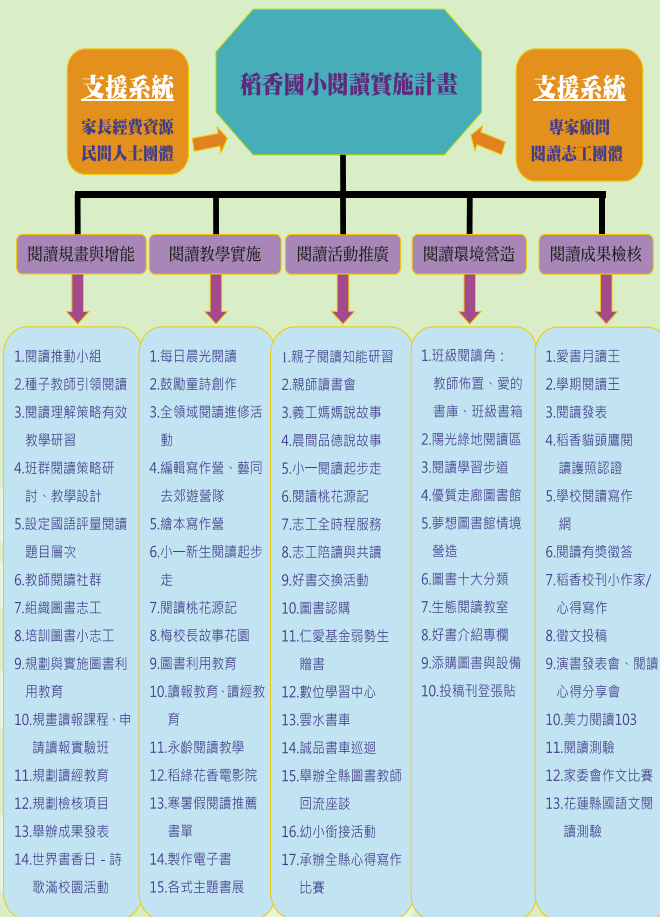 稻香國小閱讀實施計畫
支援系統
家長經費資源
民間人士團體
支援系統
專家顧問
閱讀志工團體
閱讀規畫與增能
1.閱讀推動小組
2.種子教師引領閱讀
3.閱讀理解策略有效
教學研習
4.班群閱讀策略研
討、教學設計
5.設定國語評量閱讀
題目層次
6.教師閱讀社群
7.組織圖書志工
8.培訓圖書小志工
9.規劃與實施圖書利
用教育
10.規畫讀報課程、申
請讀報實驗班
11.規劃讀經教育
12.規劃檢核項目
13.舉辦成果發表
14.世界書香日－詩
歌滿校園活動
閱讀教學實施
1.每日晨光閱讀
2.鼓勵童詩創作
3.全領域閱讀進修活
動
4.編輯寫作營、藝同
去郊遊營隊
5.繪本寫作營
6.小一新生閱讀起步
走
7.閱讀桃花源記
8.梅校長故事花園
9.圖書利用教育
10.讀報教育、讀經教
育
11.永齡閱讀教學
12.稻綠花香電影院
13.寒暑假閱讀推薦
書單
14.製作電子書
15.各式主題書展
閱讀活動推廣
1.親子閱讀知能研習
2.親師讀書會
3.義工媽媽說故事
4.晨間品德說故事
5.小一閱讀起步走
6.閱讀桃花源記
7.志工全時程服務
8.志工陪讀與共讀
9.好書交換活動
10.圖書認購
11.仁愛基金弱勢生
贈書
12.數位學習中心
13.雲水書車
14.誠品書車巡迴
15.舉辦全縣圖書教師
回流座談
16.幼小銜接活動
17.承辦全縣心得寫作
比賽
閱讀環境營造
1.班級閱讀角：
教師佈置、愛的
書庫、班級書箱
2.陽光綠地閱讀區
3.閱讀學習步道
4.優質走廊圖書館
5.夢想圖書館情境
營造
6.圖書十大分類
7.生態閱讀教室
8.好書介紹專欄
9.添購圖書與設備
10.投稿刊登張貼
閱讀成果檢核
1.愛書月讀王
2.學期閱讀王
3.閱讀發表
4.稻香貓頭鷹閱
讀護照認證
5.學校閱讀寫作
網
6.閱讀有獎徵答
7.稻香校刊小作家/
心得寫作
8.徵文投稿
9.演書發表會、閱讀
心得分享會
10.美力閱讀103
11.閱讀測驗
12.家委會作文比賽
13.花蓮縣國語文閱
讀測驗